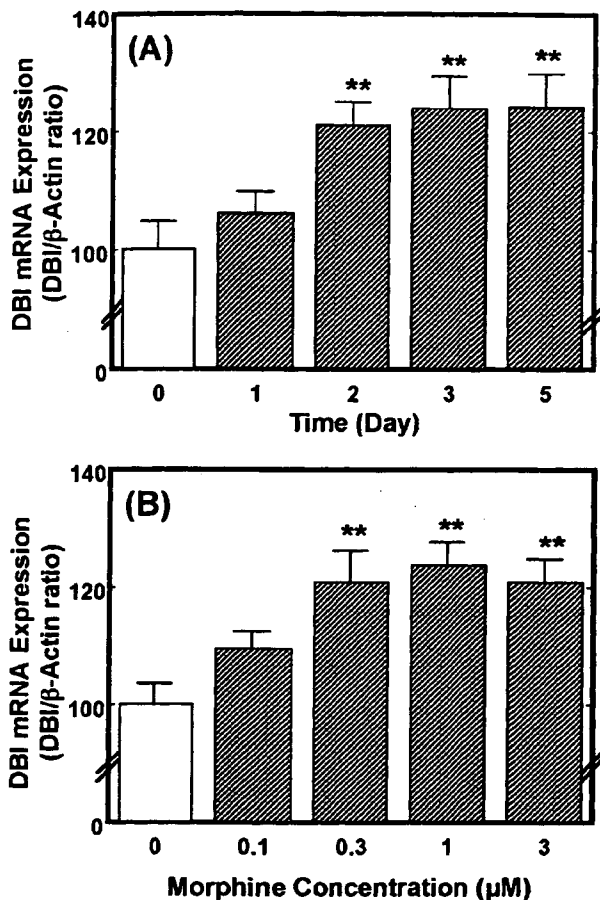 140
(A)
**
**
**
120
100
0
DBI mRNA Expression
(DBI/β-Actin ratio)
0 1 2 3 5
Time (Day)
140
(B)
**
**
**
120
100
0
DBI mRNA Expression
(DBI/β-Actin ratio)
0 0.1 0.3 1 3
Morphine Concentration (µM)